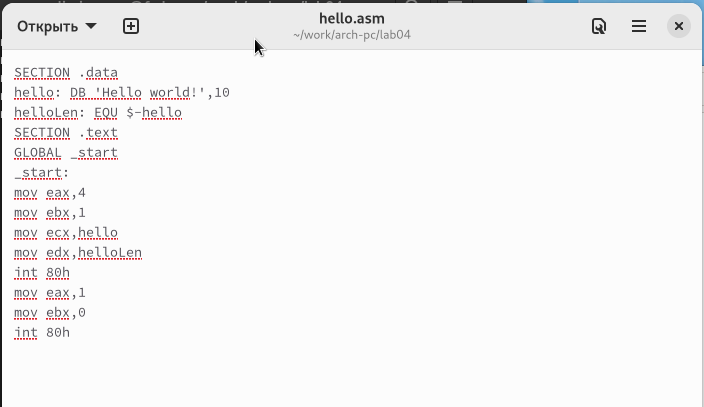 Открыть
hello.asm
~/work/arch-pc/lab04
SECTION .data
hello: DB 'Hello world!',10
helloLen: EQU $-hello
SECTION .text
GLOBAL _start
_start:
mov eax,4
mov ebx,1
mov ecx,hello
mov edx,helloLen
int 80h
mov eax,1
mov ebx,0
int 80h